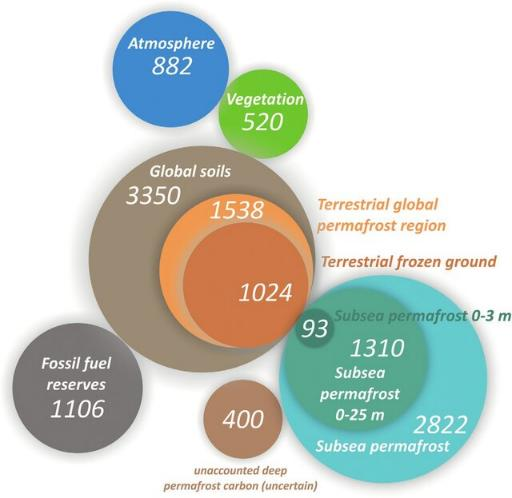 Atmosphere
882
Vegetation
520
Global soils
3350
1538
Terrestrial global
permafrost region
Terrestrial frozen ground
1024
93
Subsea permafrost 0-3 m
1310
Subsea
permafrost
0-25 m
2822
Subsea permafrost
Fossil fuel
reserves
1106
400
unaccounted deep
permafrost carbon (uncertain)